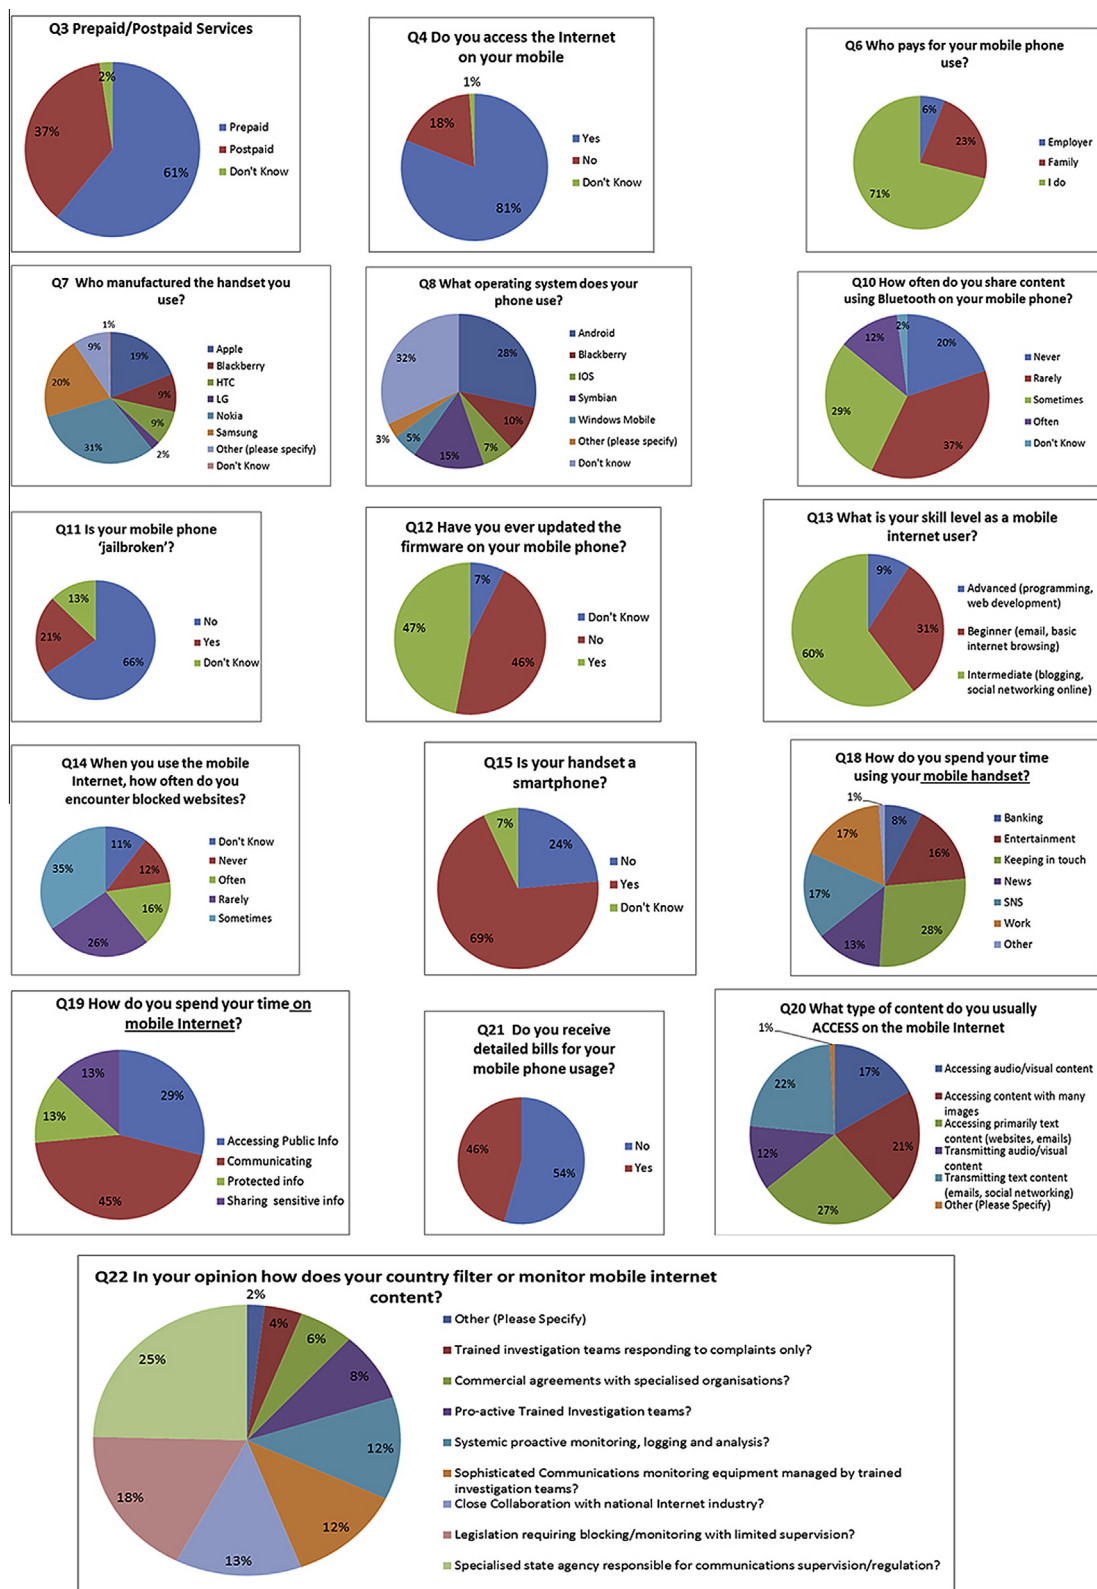 Q3 Prepaid/Postpaid Services
2%
37%
61%
Prepaid
Postpaid
Don't Know
Q4 Do you access the Internet
on your mobile
1%
18%
81%
Yes
No
Don't Know
Q6 Who pays for your mobile phone
use?
6%
23%
71%
Employer
Family
I do
Q7 Who manufactured the handset you
use?
1%
9%
19%
20%
9%
9%
31%
2%
Apple
Blackberry
HTC
LG
Nokia
Samsung
Other (please specify)
Don't Know
Q8 What operating system does your
phone use?
32%
28%
10%
3%
5%
7%
15%
Android
Blackberry
IOS
Symbian
Windows Mobile
Other (please specify)
Don't know
Q10 How often do you share content
using Bluetooth on your mobile phone?
2%
12%
20%
29%
37%
Never
Rarely
Sometimes
Often
Don't Know
Q11 Is your mobile phone
‘jailbroken’?
13%
21%
66%
No
Yes
Don't Know
Q12 Have you ever updated the
firmware on your mobile phone?
7%
47%
46%
Don't Know
No
Yes
Q13 What is your skill level as a mobile
internet user?
9%
31%
60%
Advanced (programming,
web development)
Beginner (email, basic
internet browsing)
Intermediate (blogging,
social networking online)
Q14 When you use the mobile
Internet, how often do you
encounter blocked websites?
11%
35%
12%
16%
26%
Don't Know
Never
Often
Rarely
Sometimes
Q15 Is your handset a
smartphone?
7%
24%
69%
No
Yes
Don't Know
Q18 How do you spend your time
using your mobile handset?
1%
8%
17%
16%
17%
28%
13%
Banking
Entertainment
Keeping in touch
News
SNS
Work
Other
Q19 How do you spend your time on
mobile Internet?
13%
29%
13%
45%
Accessing Public Info
Communicating
Protected info
Sharing sensitive info
Q21 Do you receive
detailed bills for your
mobile phone usage?
46%
54%
No
Yes
Q20 What type of content do you usually
ACCESS on the mobile Internet
1%
22%
17%
12%
21%
27%
Accessing audio/visual content
Accessing content with many
images
Accessing primarily text
content (websites, emails)
Transmitting audio/visual
content
Transmitting text content
(emails, social networking)
Other (Please Specify)
Q22 In your opinion how does your country filter or monitor mobile internet
content?
2%
4%
6%
25%
8%
12%
18%
12%
13%
Other (Please Specify)
Trained investigation teams responding to complaints only?
Commercial agreements with specialised organisations?
Pro-active Trained Investigation teams?
Systemic proactive monitoring, logging and analysis?
Sophisticated Communications monitoring equipment managed by trained
investigation teams?
Close Collaboration with national Internet industry?
Legislation requiring blocking/monitoring with limited supervision?
Specialised state agency responsible for communications supervision/regulation?